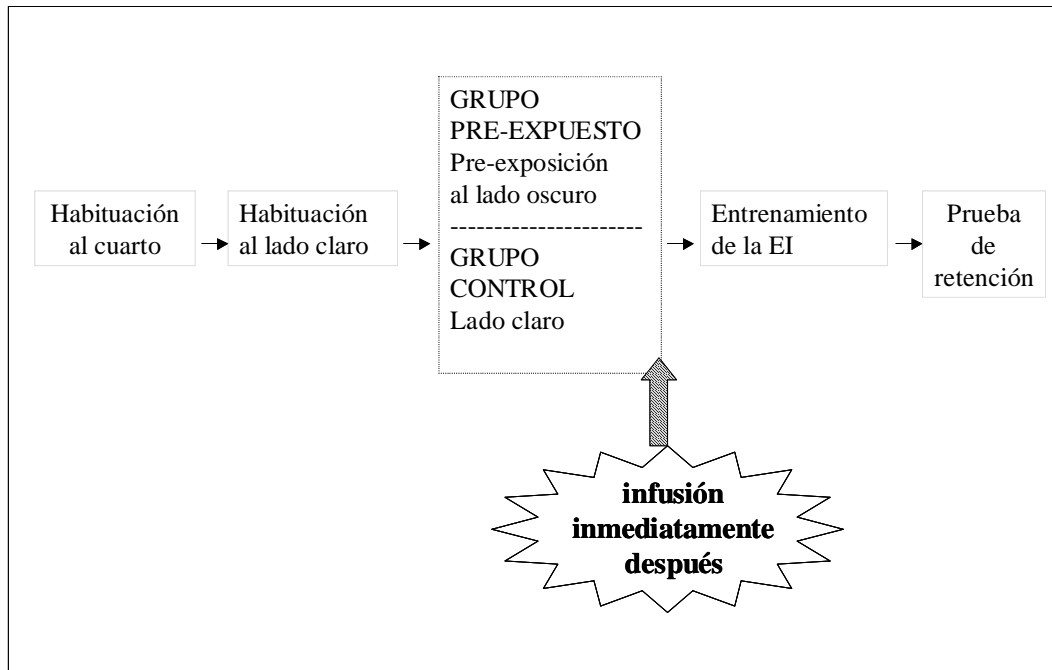 Habituación
al cuarto
Habituación
al lado claro
GRUPO
PRE-EXPUESTO
Pre-exposición
al lado oscuro
----------------------
GRUPO
CONTROL
Lado claro
Entrenamiento
de la EI
Prueba
de
retención
infusión
inmediatamente
después